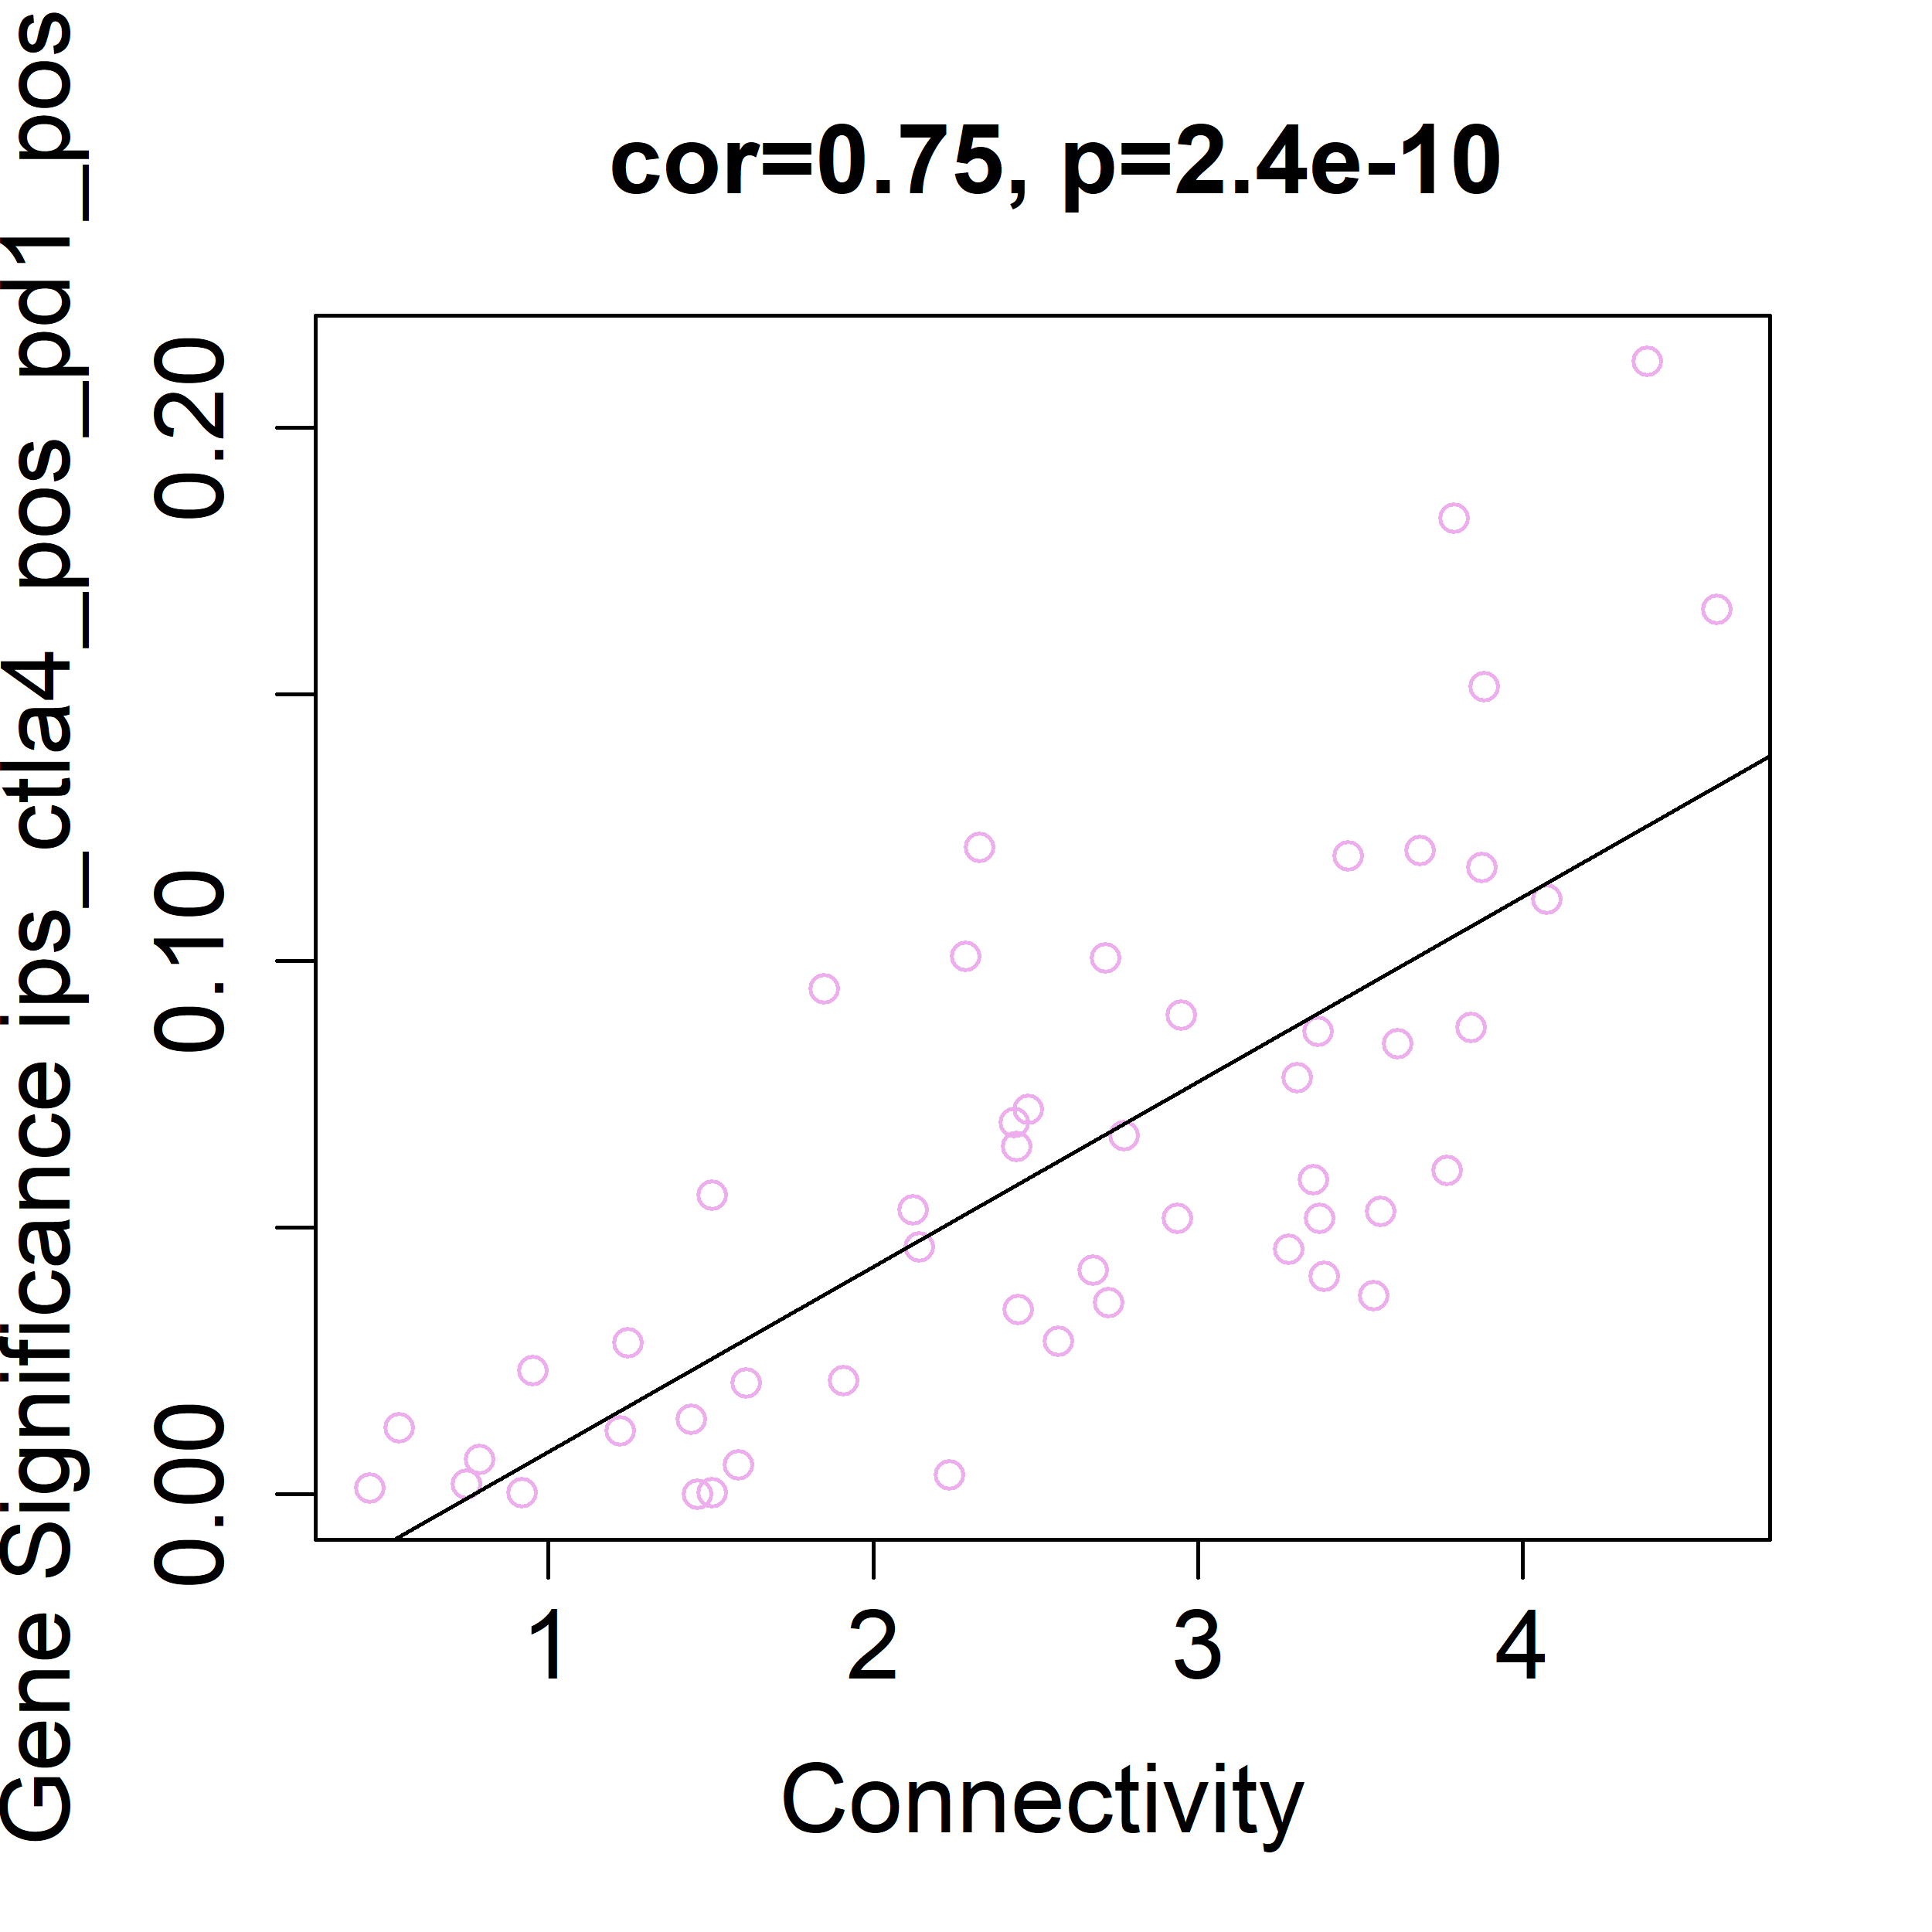 cor=0.75, p=2.4e-10
Gene Significance ips_ctla4_pos_pd1_pos
0.20
0.10
0.00
1 2 3 4
Connectivity